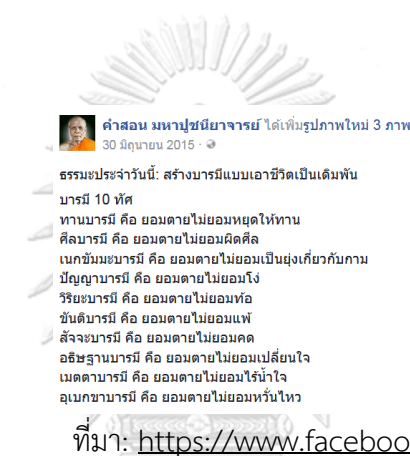 คำสอน มหาปูชนียาจารย์ ได้เพิ่มรูปภาพใหม่ 3 ภาพ
30 มิถุนายน 2015 ·
ธรรมะประจำวันนี้: สร้างบารมีแบบเอาชีวิตเป็นเดิมพัน
บารมี 10 ทัศ
ทานบารมี คือ ยอมตายไม่ยอมหยุดให้ทาน
ศีลบารมี คือ ยอมตายไม่ยอมผิดศีล
เนกขัมมะบารมี คือ ยอมตายไม่ยอมเป็นยุ่งเกี่ยวกับกาม
ปัญญาบารมี คือ ยอมตายไม่ยอมโง่
วิริยะบารมี คือ ยอมตายไม่ยอมท้อ
ขันติบารมี คือ ยอมตายไม่ยอมแพ้
สัจจะบารมี คือ ยอมตายไม่ยอมคด
อธิษฐานบารมี คือ ยอมตายไม่ยอมเปลี่ยนใจ
เมตตาบารมี คือ ยอมตายไม่ยอมไร้น้ำใจ
อุเบกขาบารมี คือ ยอมตายไม่ยอมหวั่นไหว
ที่มา: https://www.faceboo